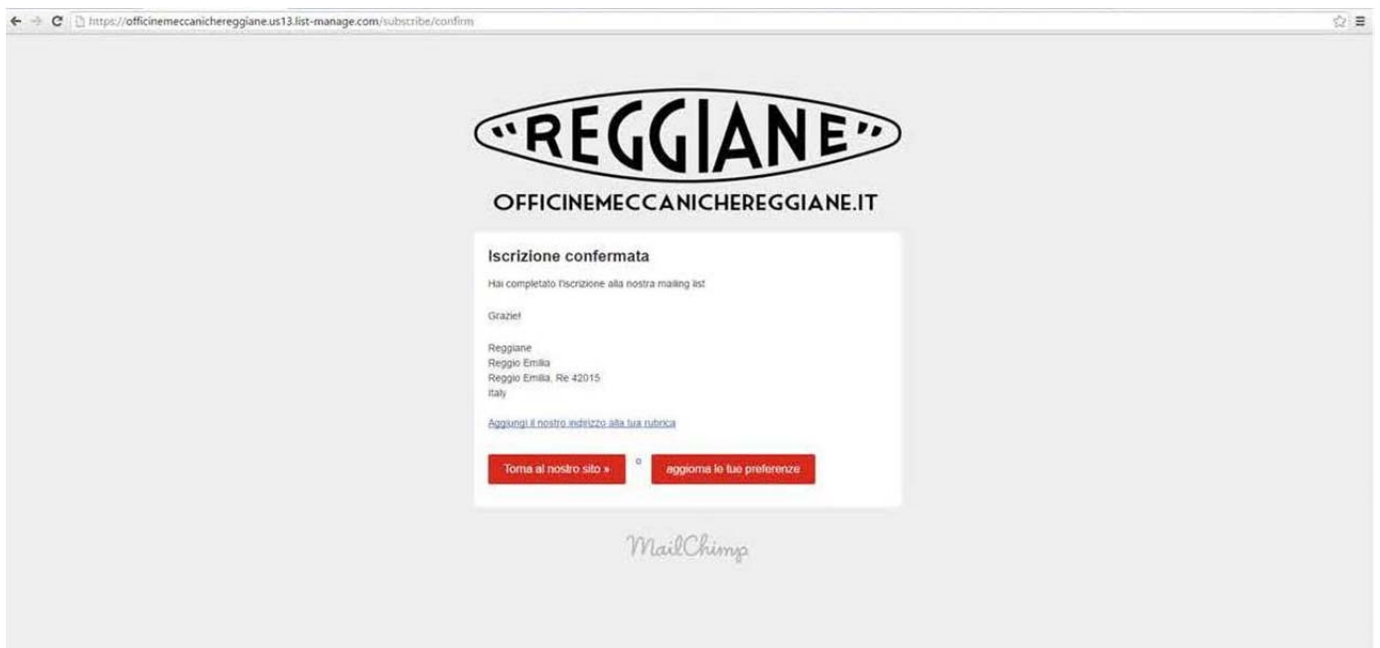 https://officinemeccanichereggiane.us13.list-manage.com/subscribe/confirm
"REGGIANE"
OFFICINEMECCANICHEREGGIANE.IT
Iscrizione confermata
Hai completato l'iscrizione alla nostra mailing list
Grazie!
Reggiane
Reggio Emilia
Reggio Emilia, Re 42015
Italy
Aggiungi il nostro indirizzo alla tua rubrica
Torna al nostro sito » o aggiorna le tue preferenze
MailChimp